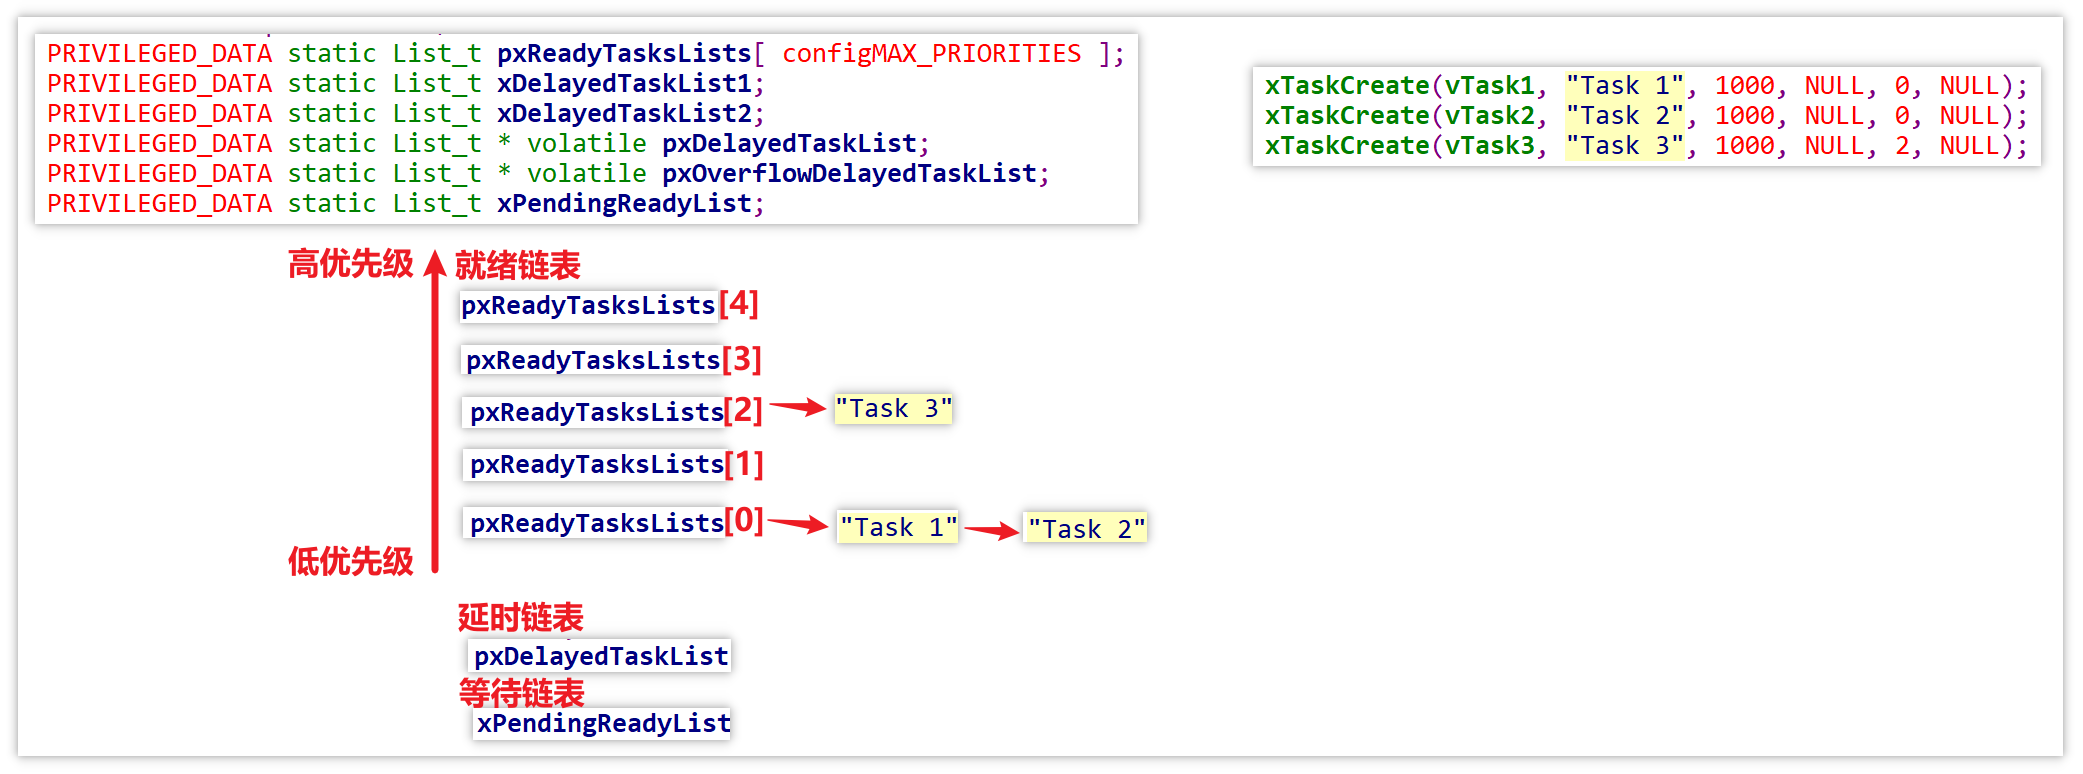 PRIVILEGED_DATA static List_t pxReadyTasksLists[ configMAX_PRIORITIES ];
PRIVILEGED_DATA static List_t xDelayedTaskList1;
PRIVILEGED_DATA static List_t xDelayedTaskList2;
PRIVILEGED_DATA static List_t * volatile pxDelayedTaskList;
PRIVILEGED_DATA static List_t * volatile pxOverflowDelayedTaskList;
PRIVILEGED_DATA static List_t xPendingReadyList;
xTaskCreate(vTask1, "Task 1", 1000, NULL, 0, NULL);
xTaskCreate(vTask2, "Task 2", 1000, NULL, 0, NULL);
xTaskCreate(vTask3, "Task 3", 1000, NULL, 2, NULL);
高优先级 就绪链表
pxReadyTasksLists[4]
pxReadyTasksLists[3]
pxReadyTasksLists[2] "Task 3"
pxReadyTasksLists[1]
pxReadyTasksLists[0] "Task 1" "Task 2"
低优先级
延时链表
pxDelayedTaskList
等待链表
xPendingReadyList